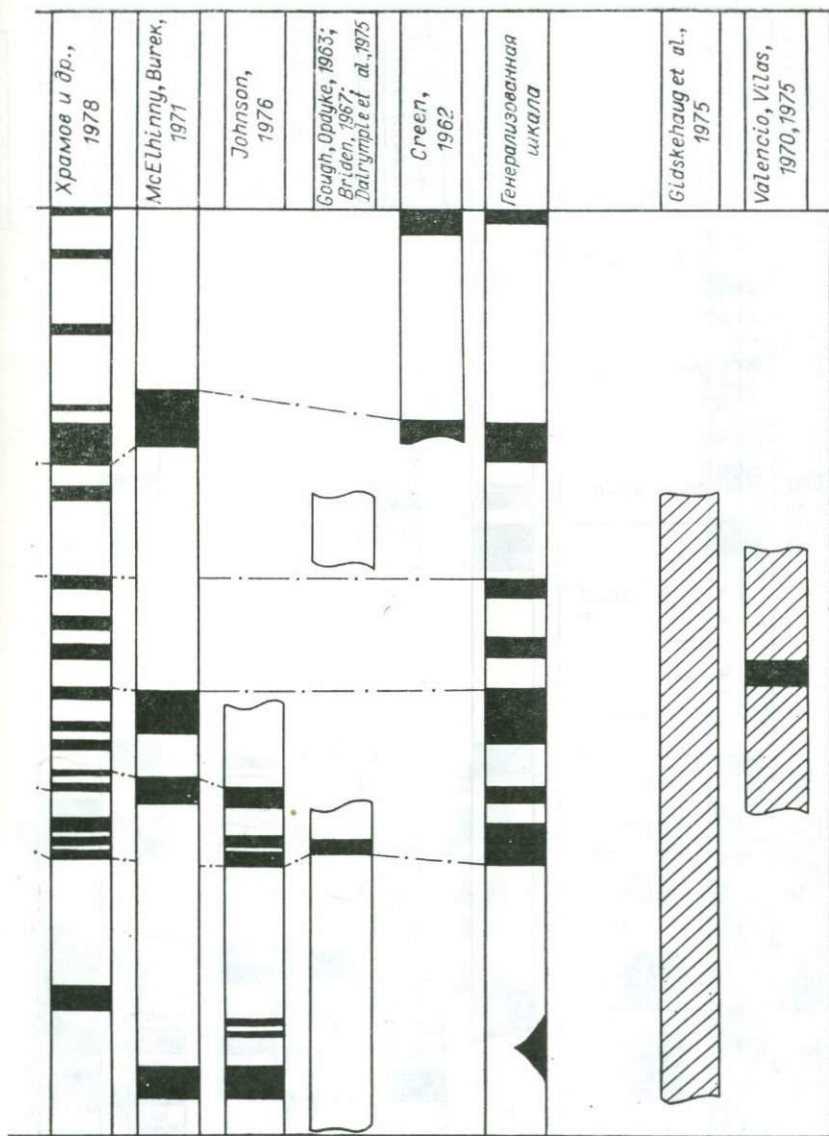 Храмов и др.,
1978
McElhinny, Burek,
1971
Johnson,
1976
Gough, Opdyke, 1963;
Briden, 1967;
Dalrymple et al., 1975
Creen,
1962
Генерализованная
шкала
Gidskehaug et al.,
1975
Valencio, Vilas,
1970, 1975